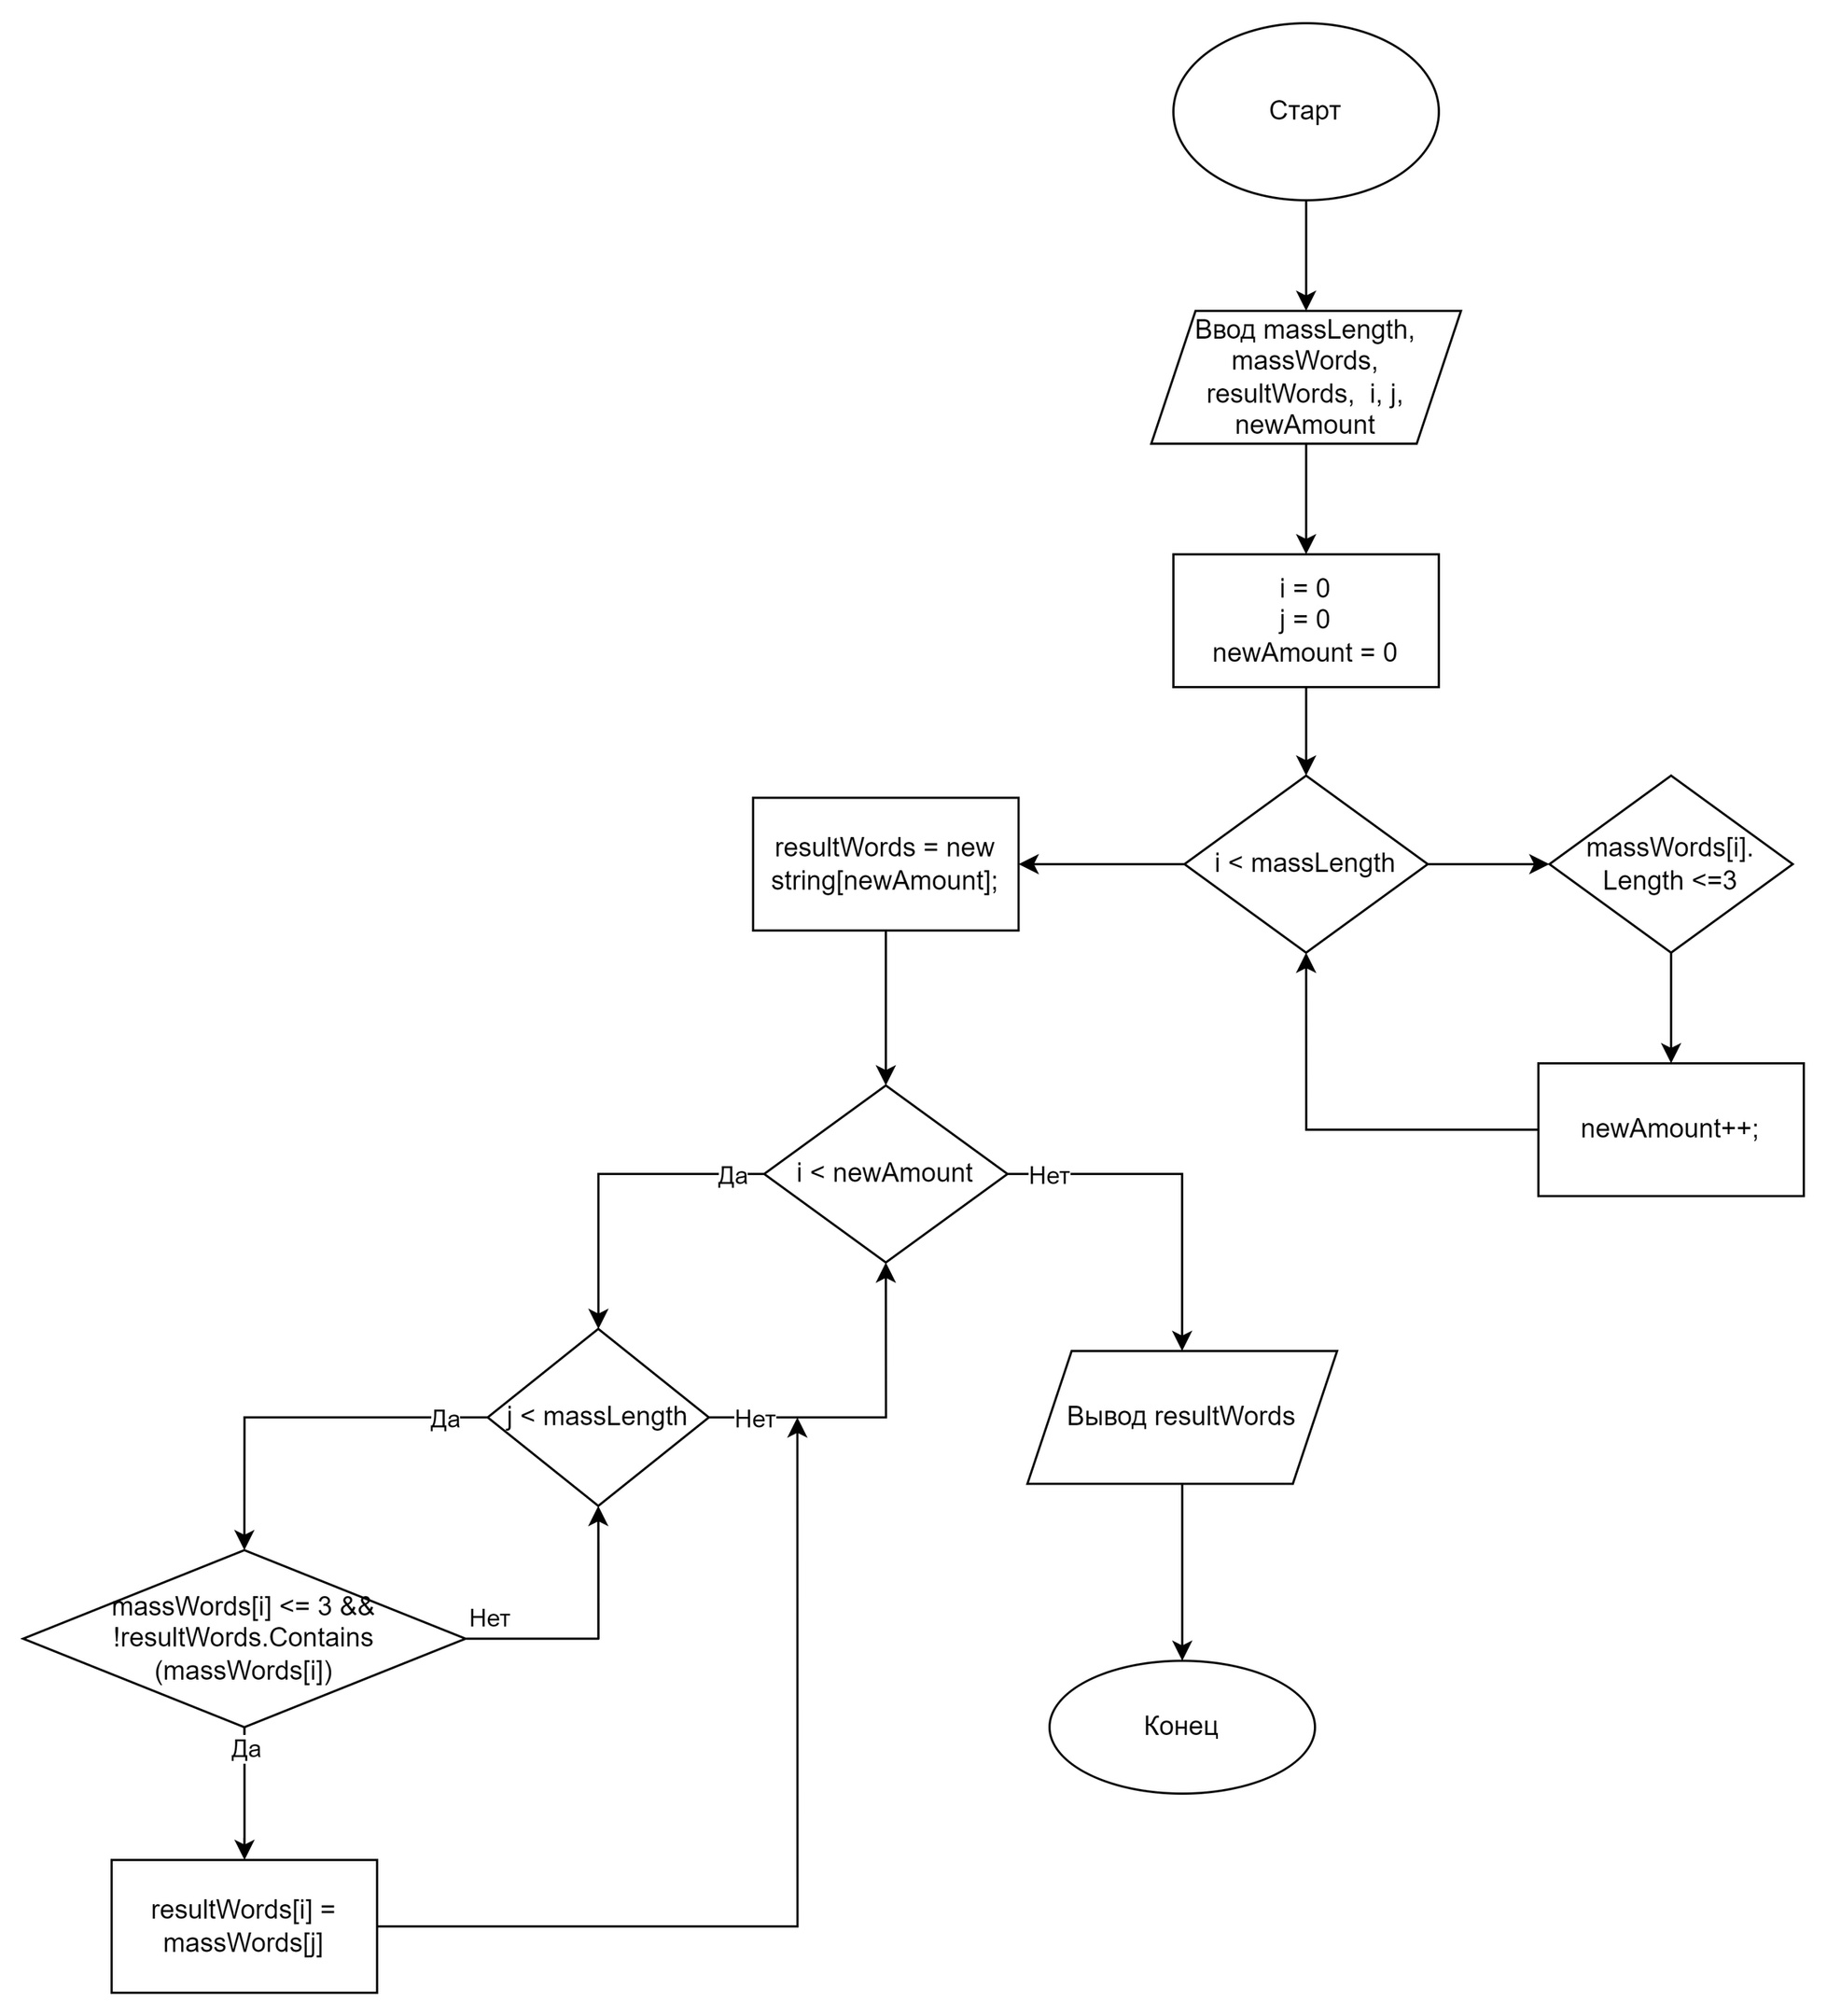 Старт
Ввод massLength,
massWords,
resultWords,  i, j,
newAmount
i = 0
j = 0
newAmount = 0
i < massLength
massWords[i].
Length <=3
newAmount++;
resultWords = new
string[newAmount];
i < newAmount
Да
Нет
j < massLength
Да
Нет
massWords[i] <= 3 &&
!resultWords.Contains
(massWords[i])
Нет
Да
resultWords[i] =
massWords[j]
Вывод resultWords
Конец